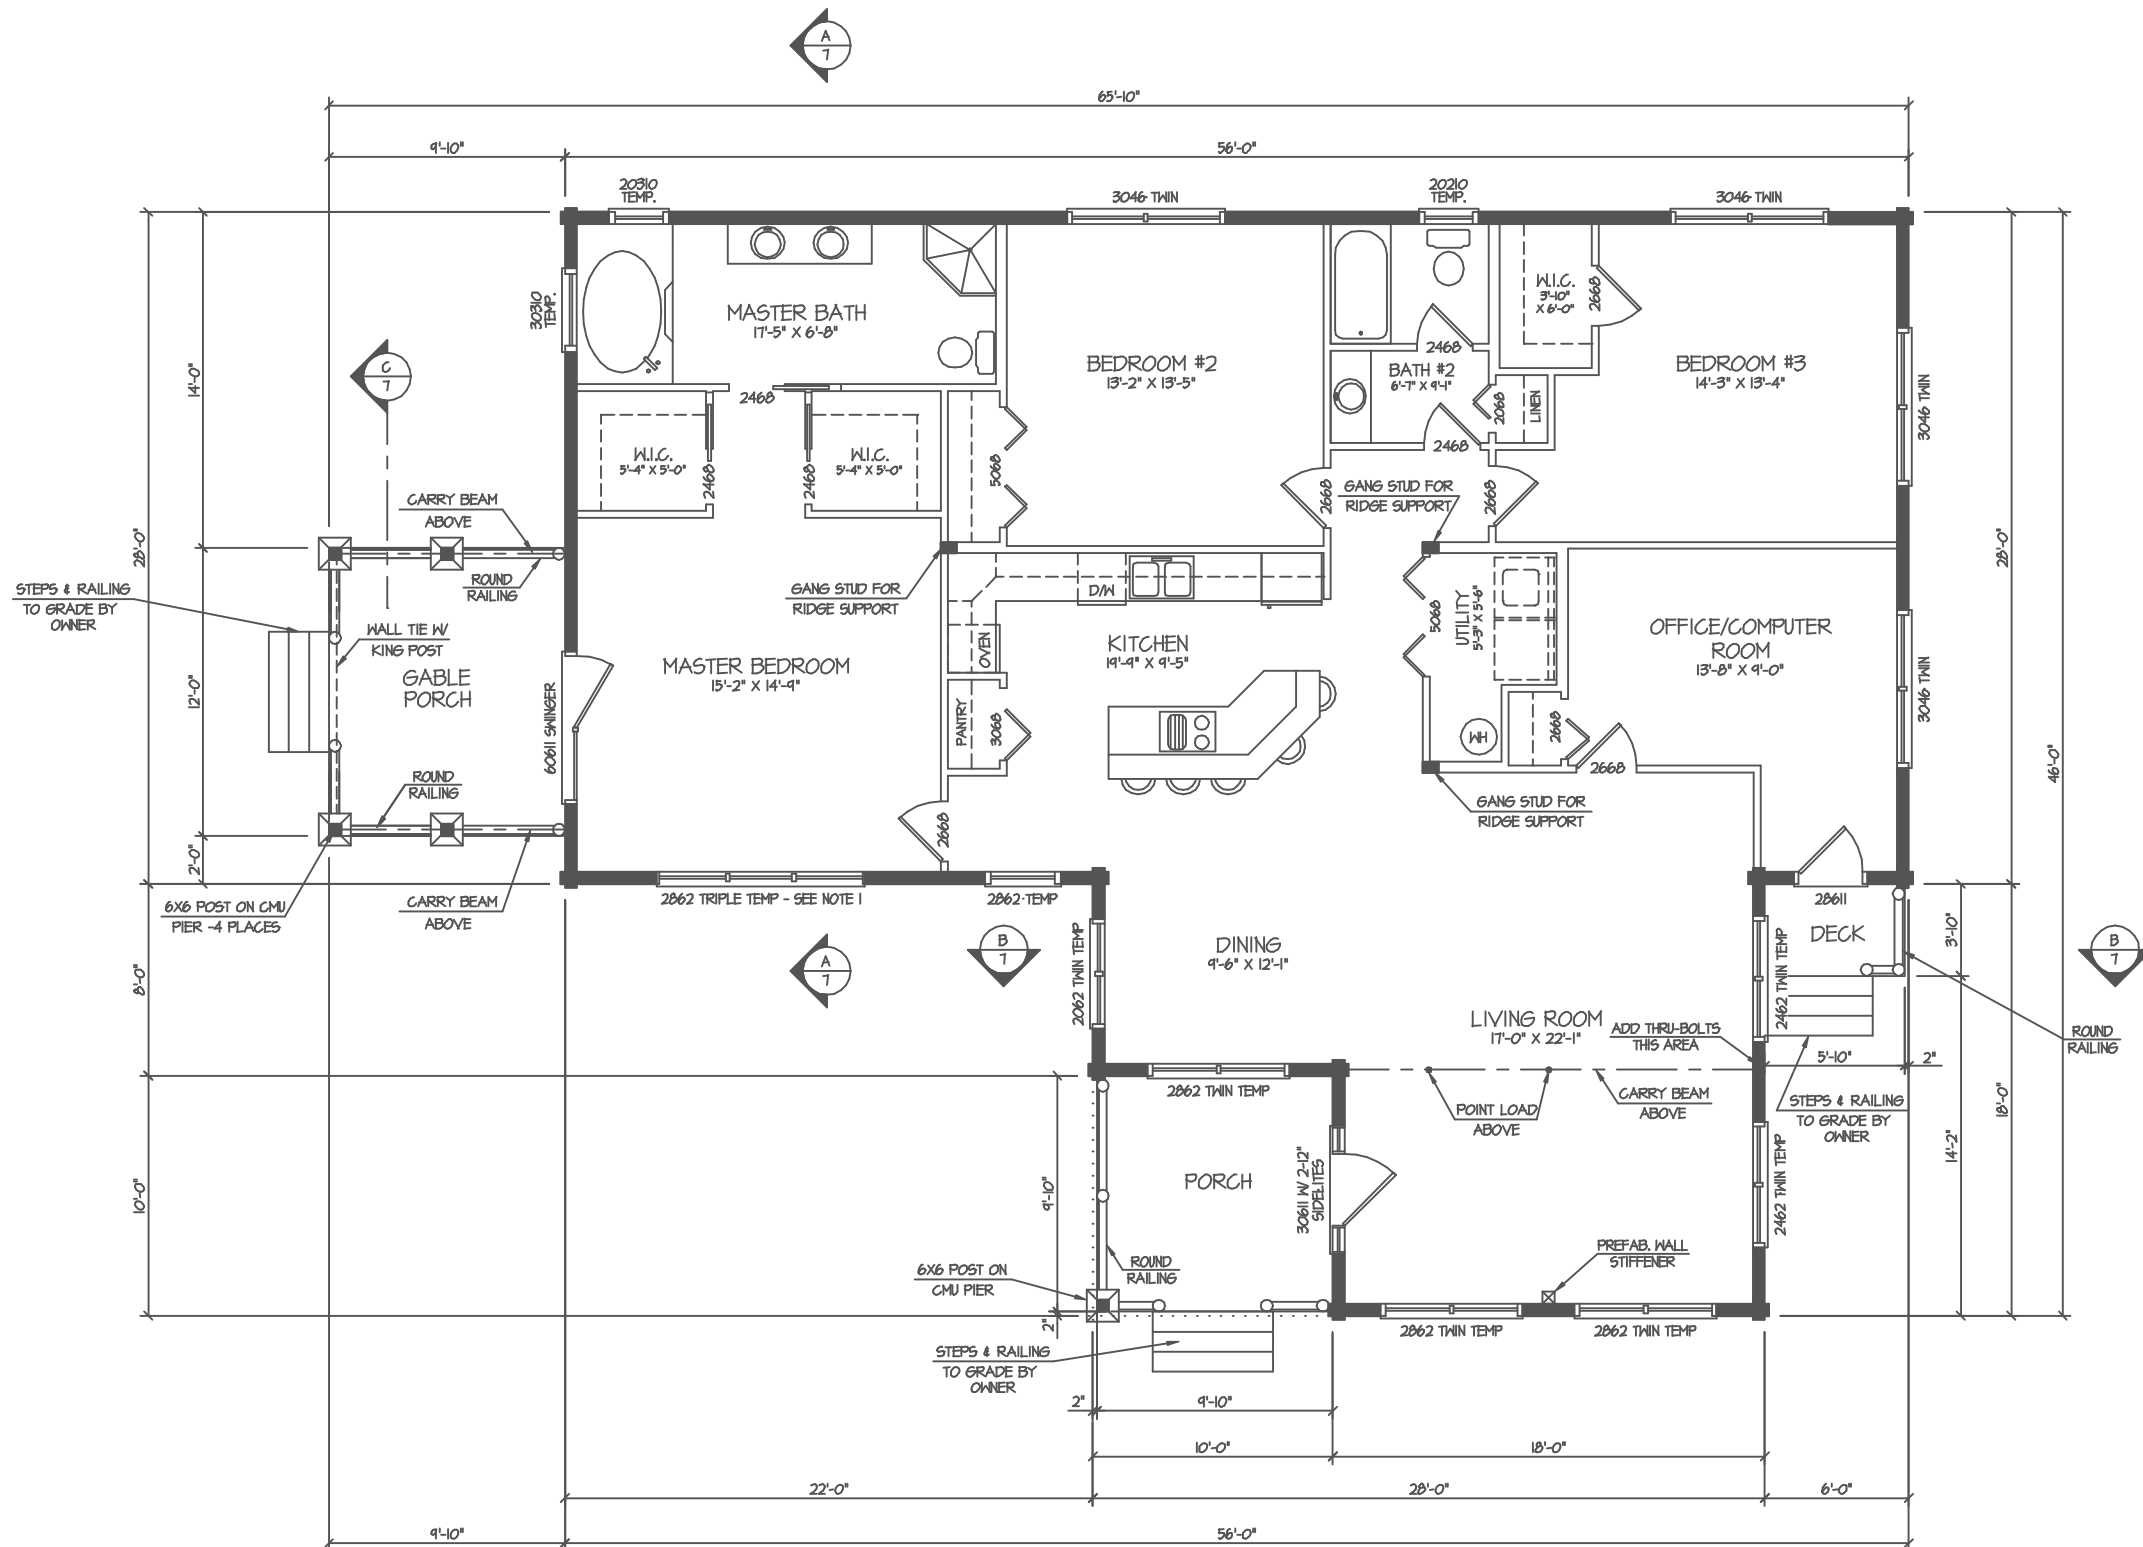 A
7
65'-10"
9'-10"
56'-0"
20310
TEMP.
3046 TWIN
20210
TEMP.
3046 TWIN
30310
TEMP.
MASTER BATH
17'-5" X 6'-8"
W.I.C.
3'-10"
X 6'-0"
2668
C
7
14'-0"
2468
BATH #2
6'-7" X 9'-1"
BEDROOM #2
13'-2" X 13'-5"
BEDROOM #3
14'-3" X 13'-4"
2468
2068
LINEN
3046 TWIN
2468
W.I.C.
5'-4" X 5'-0"
2468
2468
W.I.C.
5'-4" X 5'-0"
5068
2668
GANG STUD FOR
RIDGE SUPPORT
2668
CARRY BEAM
ABOVE
28'-0"
28'-0"
STEPS & RAILING
TO GRADE BY
OWNER
ROUND
RAILING
GANG STUD FOR
RIDGE SUPPORT
D/W
5068
UTILITY
5'-3" X 5'-6"
WALL TIE W/
KING POST
GABLE
PORCH
12'-0"
60611 SWINGER
MASTER BEDROOM
15'-2" X 14'-9"
OVEN
KITCHEN
19'-9" X 9'-5"
OFFICE/COMPUTER
ROOM
13'-8" X 9'-0"
3046 TWIN
PANTRY
3068
WH
2668
2668
46'-0"
ROUND
RAILING
GANG STUD FOR
RIDGE SUPPORT
2668
2'-0"
6X6 POST ON CMU
PIER -4 PLACES
CARRY BEAM
ABOVE
2862 TRIPLE TEMP - SEE NOTE 1
2862 TEMP
28611
DECK
3'-10"
B
7
A
7
B
7
2062 TWIN TEMP
DINING
9'-6" X 12'-1"
2462 TWIN TEMP
8'-0"
LIVING ROOM
17'-0" X 22'-1"
ADD THRU-BOLTS
THIS AREA
5'-10"
2"
ROUND
RAILING
2862 TWIN TEMP
POINT LOAD
ABOVE
CARRY BEAM
ABOVE
STEPS & RAILING
TO GRADE BY
OWNER
18'-0"
14'-2"
10'-0"
9'-10"
PORCH
30611 W/ 2-12"
SIDELITES
2462 TWIN TEMP
ROUND
RAILING
PREFAB. WALL
STIFFENER
6X6 POST ON
CMU PIER
2"
2862 TWIN TEMP
2862 TWIN TEMP
STEPS & RAILING
TO GRADE BY
OWNER
2"
9'-10"
10'-0"
18'-0"
22'-0"
28'-0"
6'-0"
9'-10"
56'-0"